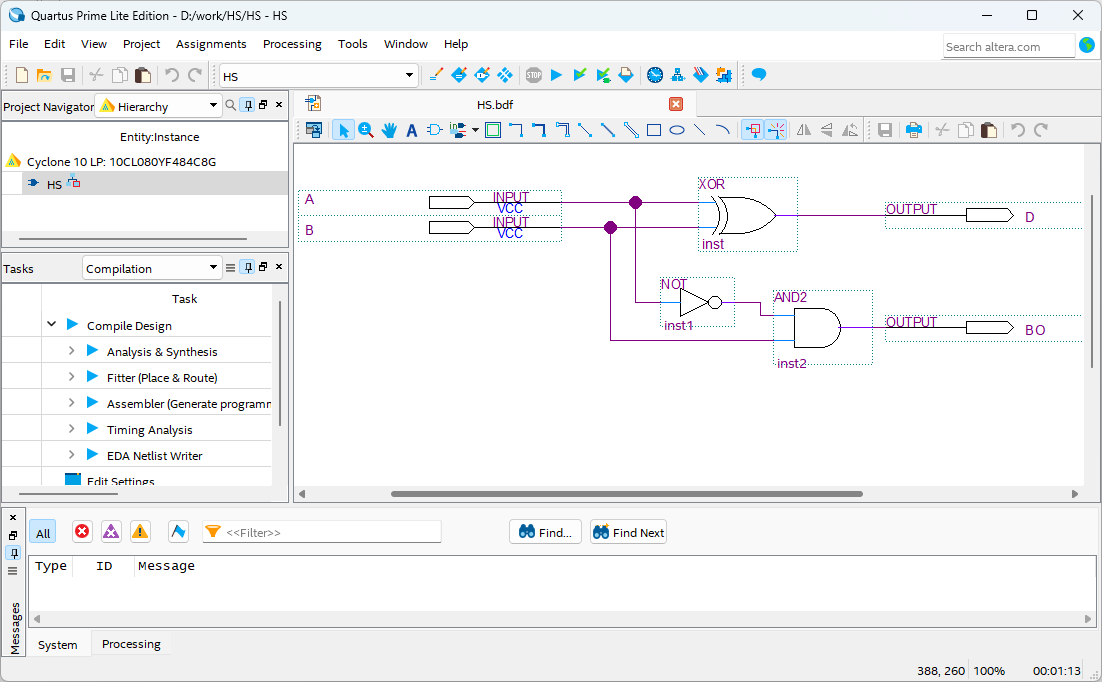 Quartus Prime Lite Edition - D:/work/HS/HS - HS
File Edit View Project Assignments Processing Tools Window Help
Search altera.com
HS
STOP
Project Navigator Hierarchy
HS.bdf
Entity:Instance
Cyclone 10 LP: 10CL080YF484C8G
HS
A INPUT
VCC
B INPUT
VCC
XOR
inst
OUTPUT D
NOT
inst1
AND2
inst2
OUTPUT BO
Tasks Compilation
Task
Compile Design
Analysis & Synthesis
Fitter (Place & Route)
Assembler (Generate programm
Timing Analysis
EDA Netlist Writer
Edit Settings
Messages
All <<Filter>> Find... Find Next
Type ID Message
System Processing
388, 260 100% 00:01:13